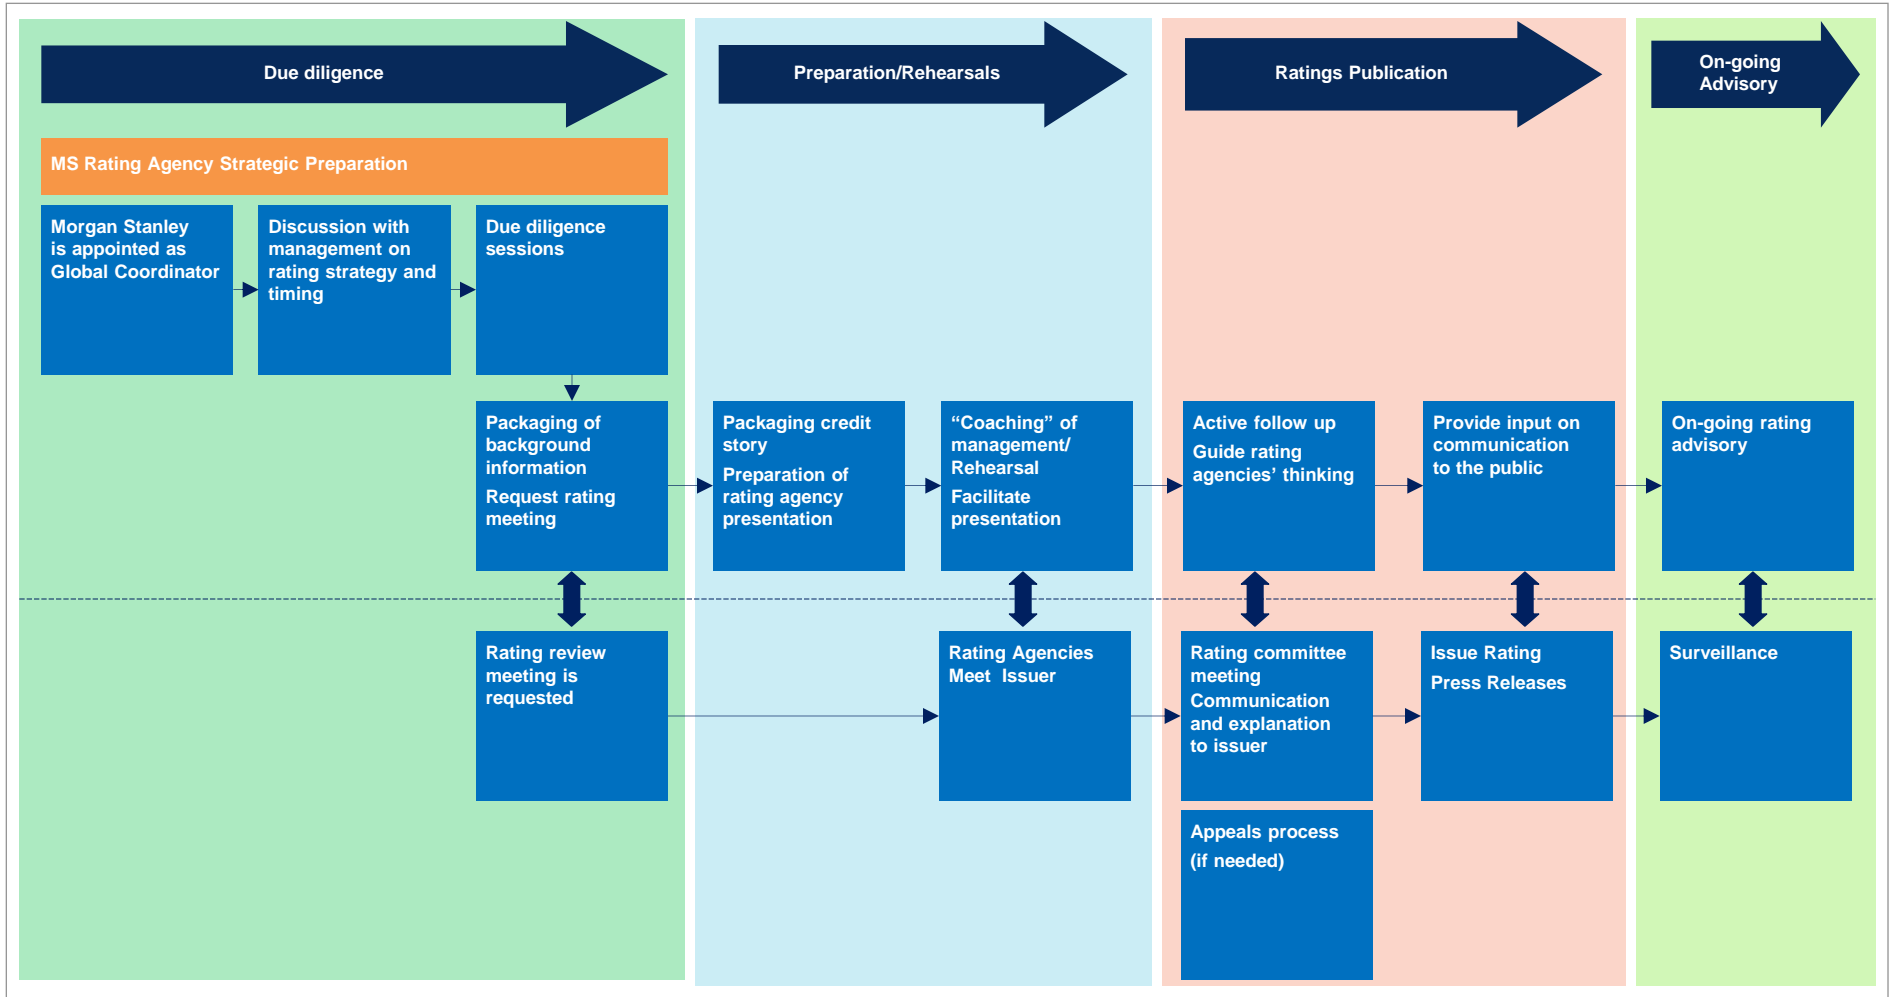 Due diligence
Preparation/Rehearsals
Ratings Publication
On-going
Advisory
MS Rating Agency Strategic Preparation
Morgan Stanley
is appointed as
Global Coordinator
Discussion with
management on
rating strategy and
timing
Due diligence
sessions
Packaging of
background
information
Request rating
meeting
Packaging credit
story
Preparation of
rating agency
presentation
“Coaching” of
management/
Rehearsal
Facilitate
presentation
Active follow up
Guide rating
agencies’ thinking
Provide input on
communication
to the public
On-going rating
advisory
Rating review
meeting is
requested
Rating Agencies
Meet Issuer
Rating committee
meeting
Communication
and explanation
to issuer
Issue Rating
Press Releases
Surveillance
Appeals process
(if needed)